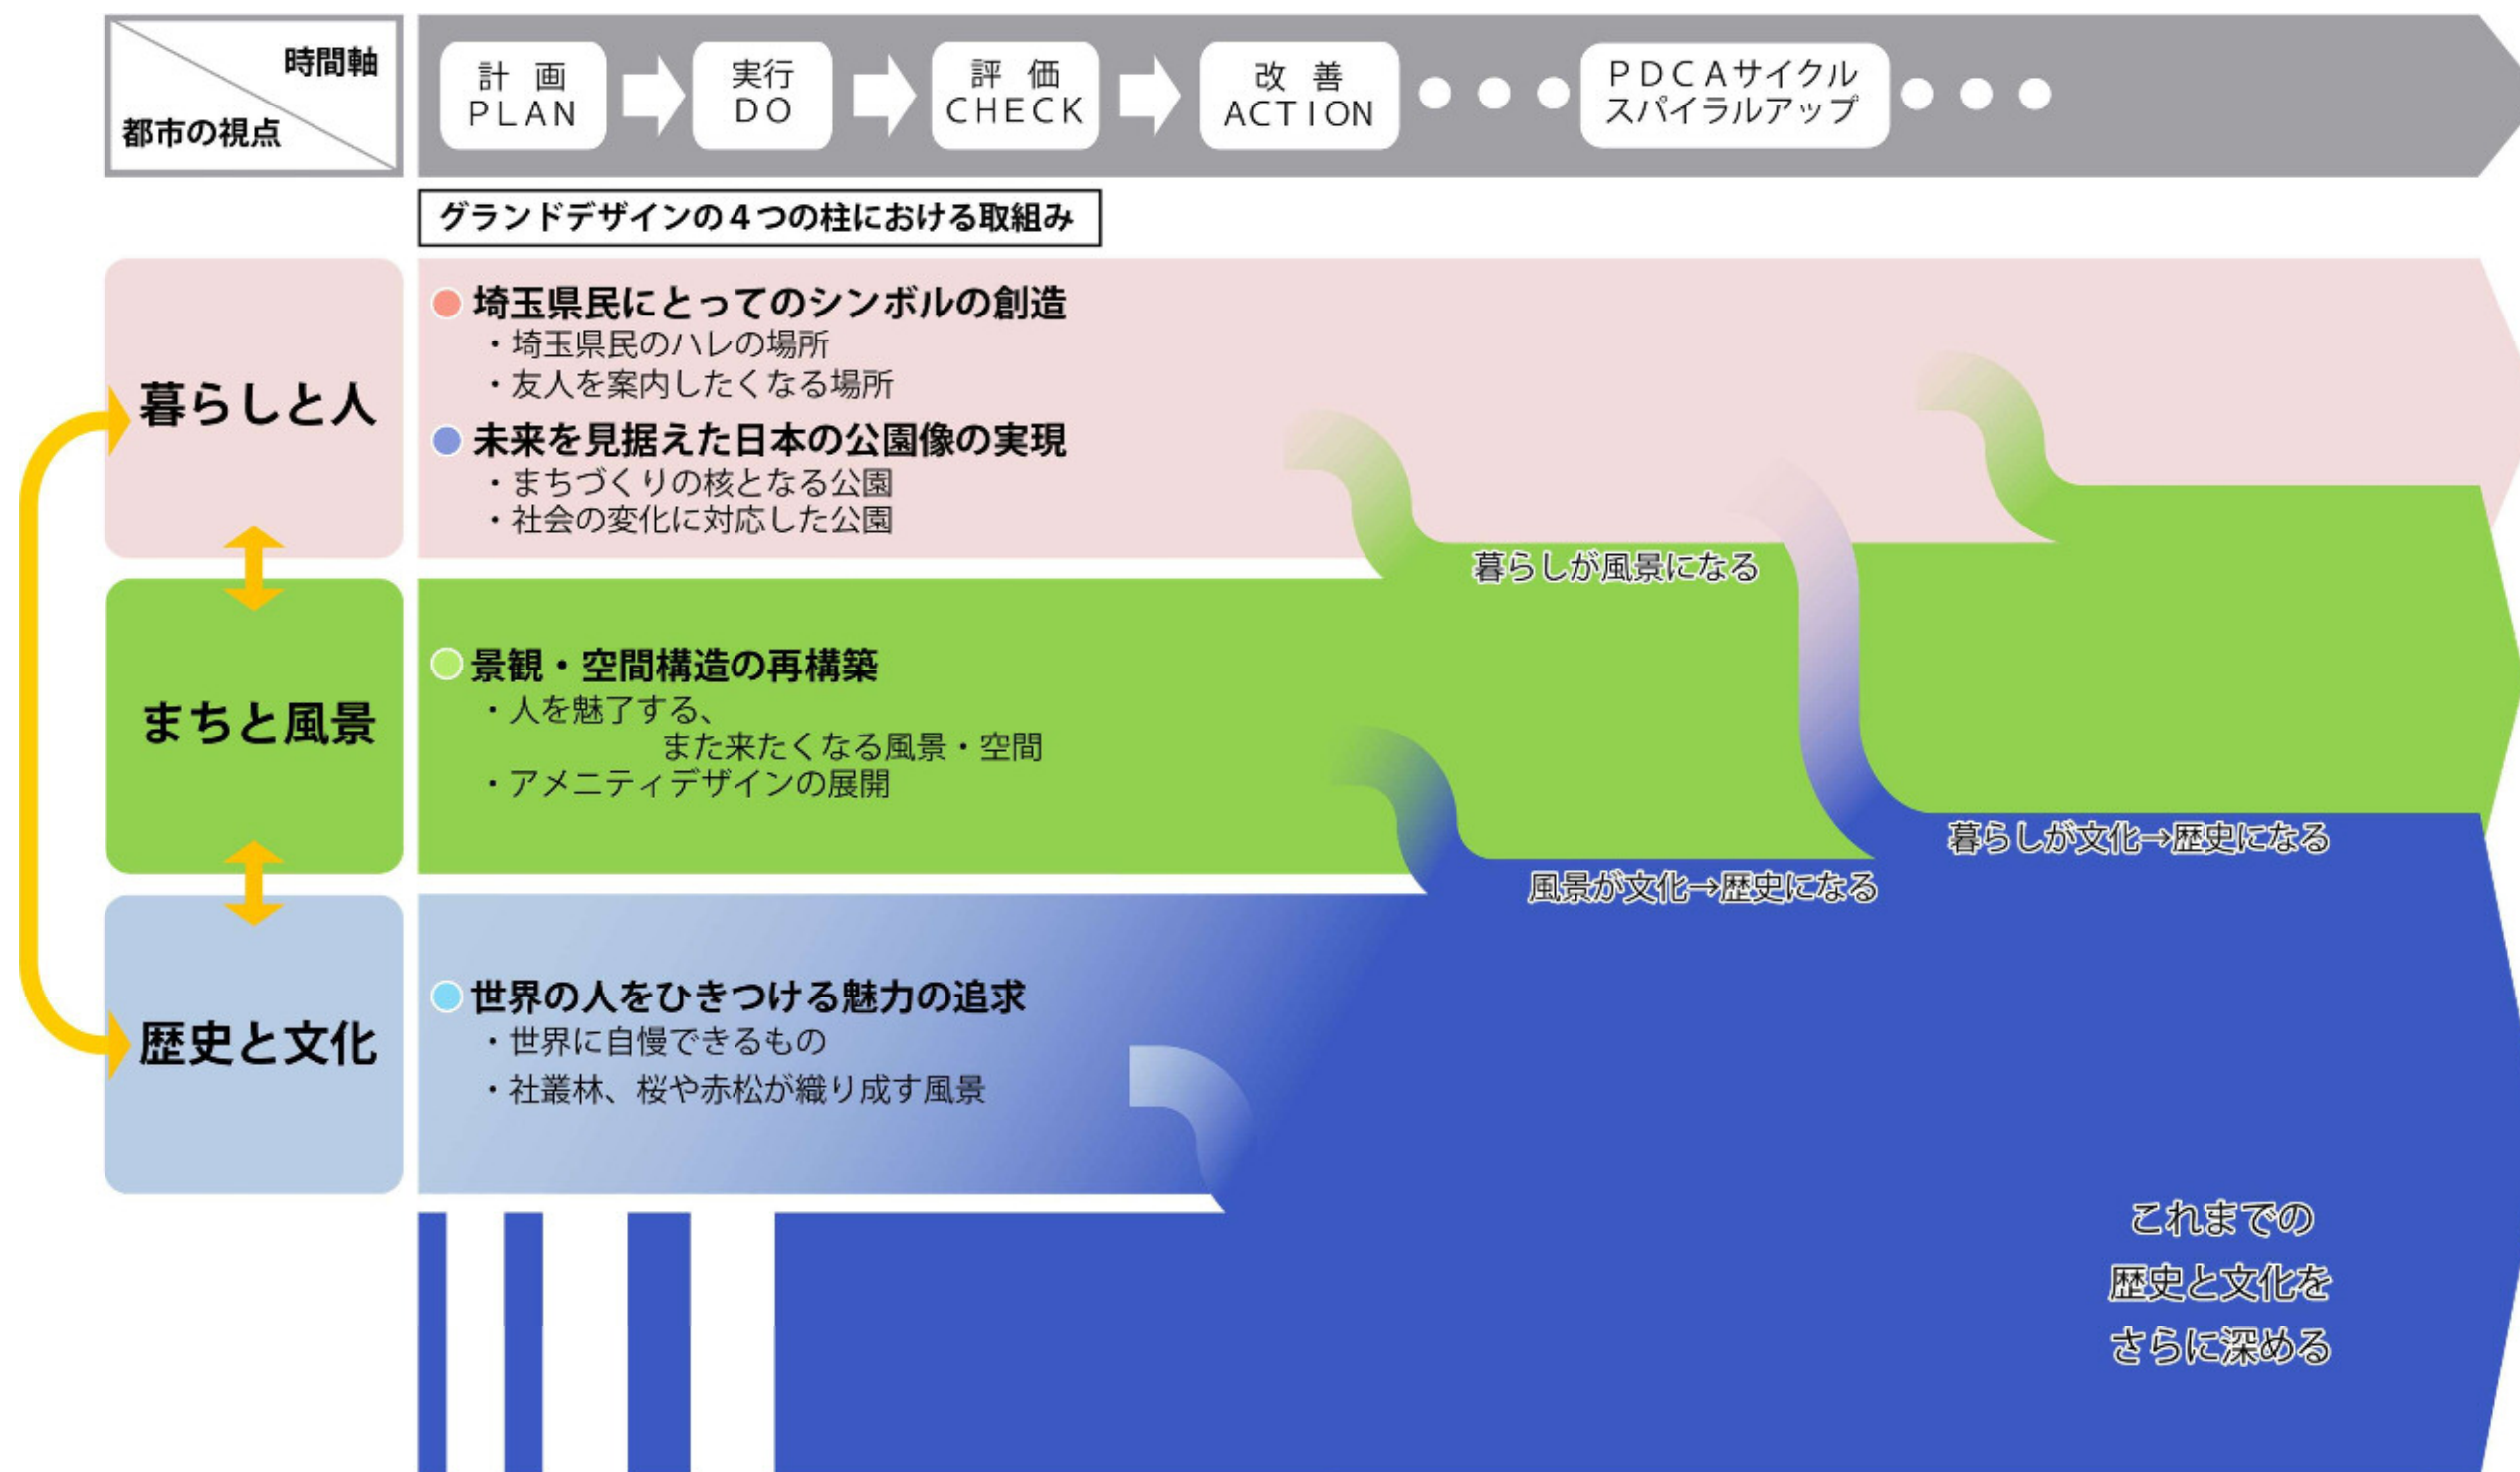 時間軸
都市の視点
計 画
PLAN
実行
DO
評 価
CHECK
改 善
ACTION
PDCAサイクル
スパイラルアップ
グランドデザインの4つの柱における取組み
暮らしと人
埼玉県民にとってのシンボルの創造
・埼玉県民のハレの場所
・友人を案内したくなる場所
未来を見据えた日本の公園像の実現
・まちづくりの核となる公園
・社会の変化に対応した公園
暮らしが風景になる
まちと風景
景観・空間構造の再構築
・人を魅了する、
また来たくなる風景・空間
・アメニティデザインの展開
暮らしが文化→歴史になる
風景が文化→歴史になる
歴史と文化
世界の人をひきつける魅力の追求
・世界に自慢できるもの
・社叢林、桜や赤松が織り成す風景
これまでの
歴史と文化を
さらに深める